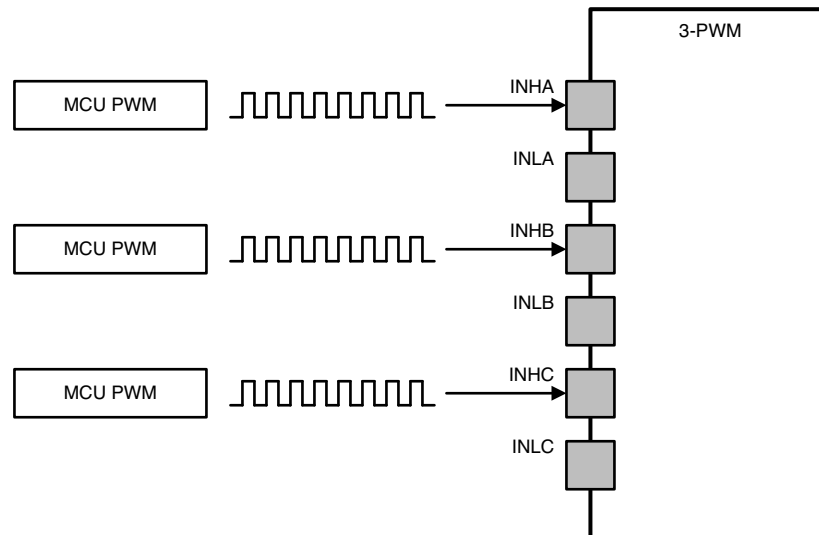 3-PWM
MCU PWM
INHA
INLA
MCU PWM
INHB
INLB
MCU PWM
INHC
INLC